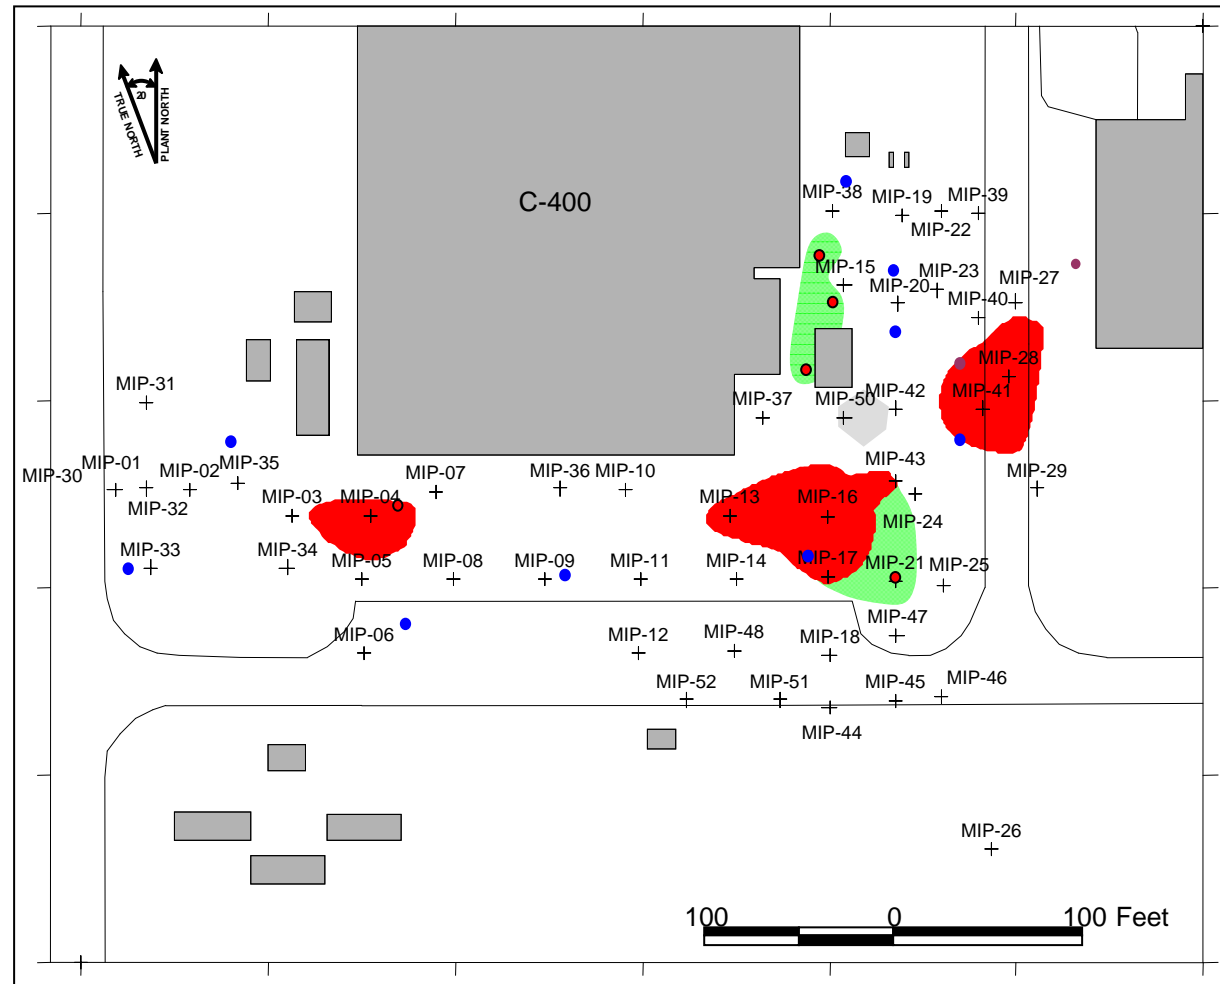 20
TRUE NORTH
PLANT NORTH
C-400
MIP-38
MIP-19
MIP-39
MIP-22
MIP-15
MIP-23
MIP-27
MIP-20
MIP-40
MIP-28
MIP-31
MIP-37
MIP-50
MIP-42
MIP-41
MIP-30
MIP-01
MIP-02
MIP-35
MIP-07
MIP-36
MIP-10
MIP-43
MIP-29
MIP-32
MIP-03
MIP-04
MIP-13
MIP-16
MIP-24
MIP-33
MIP-34
MIP-05
MIP-08
MIP-09
MIP-11
MIP-14
MIP-17
MIP-21
MIP-25
MIP-06
MIP-12
MIP-48
MIP-18
MIP-47
MIP-52
MIP-51
MIP-45
MIP-46
MIP-44
MIP-26
100 0 100 Feet